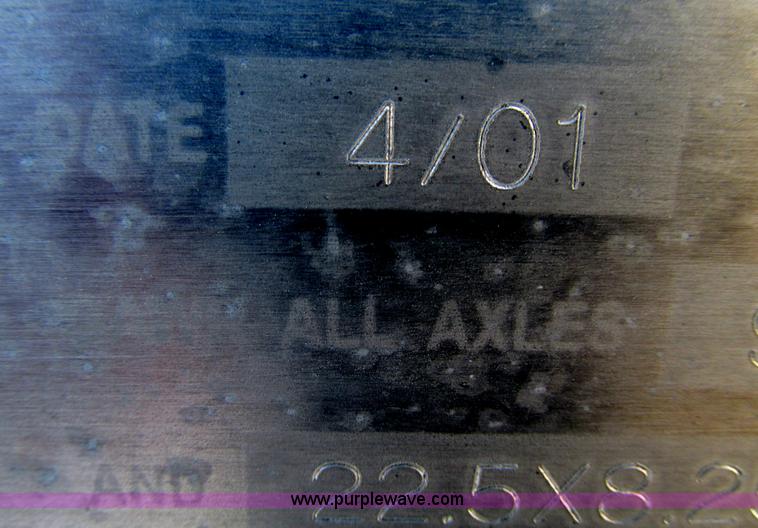 DATE 4/01
ALL AXLES
AND 22.5X8.2
www.purplewave.com